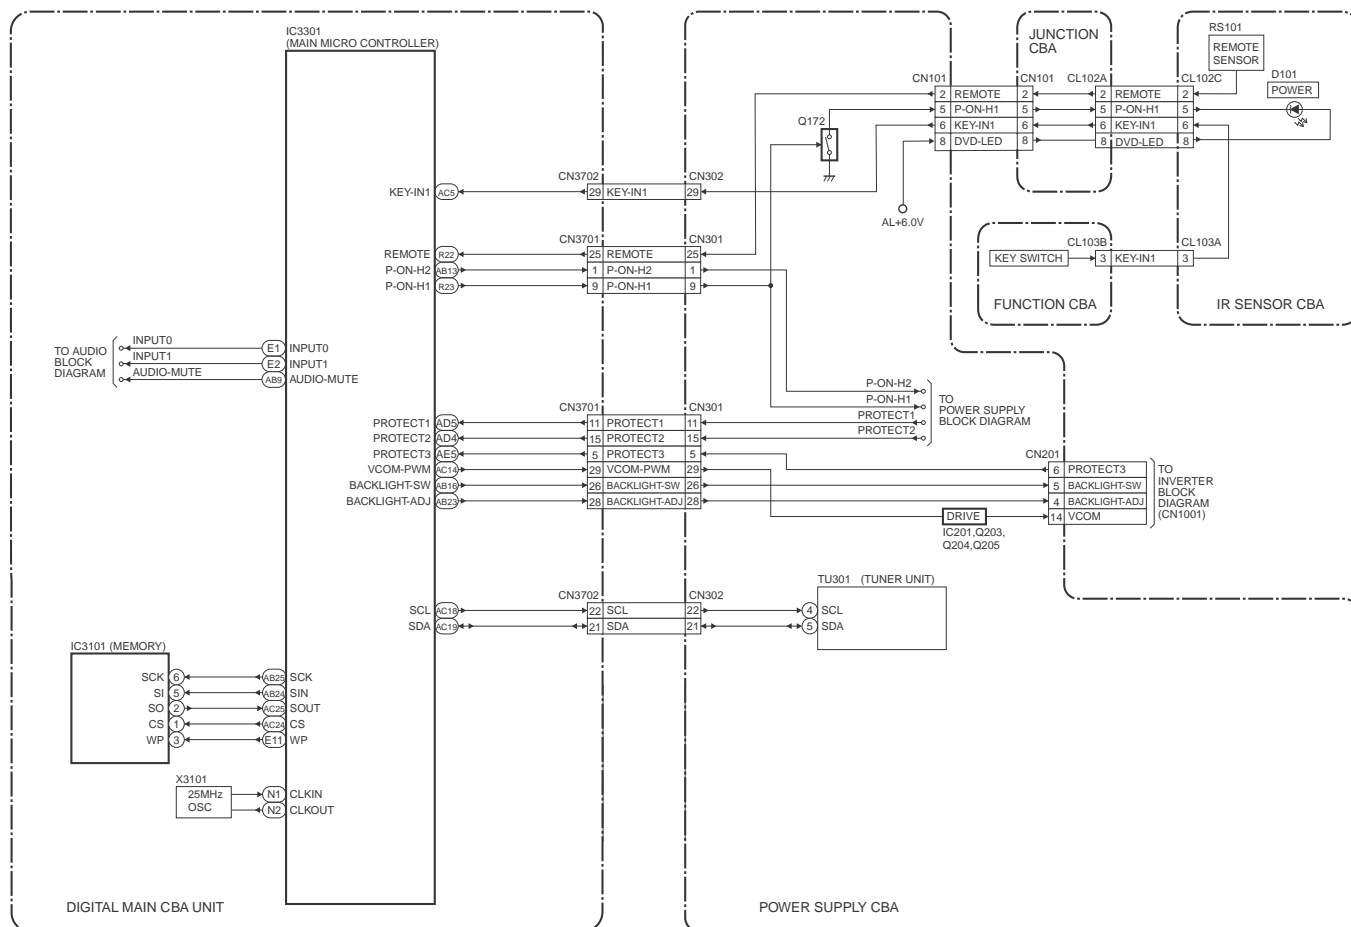 IC3301
(MAIN MICRO CONTROLLER)
JUNCTION
CBA
RS101
REMOTE
SENSOR
D101
POWER
CN101
CN101
CL102A
CL102C
2 REMOTE 2
2 REMOTE 2
5 P-ON-H1 5
5 P-ON-H1 5
6 KEY-IN1 6
6 KEY-IN1 6
8 DVD-LED 8
8 DVD-LED 8
Q172
AL+6.0V
CN3702
CN302
KEY-IN1 AC5
29 KEY-IN1 29
CL103B
CL103A
KEY SWITCH
3 KEY-IN1 3
FUNCTION CBA
IR SENSOR CBA
CN3701
CN301
REMOTE R22
25 REMOTE 25
P-ON-H2 AB13
1 P-ON-H2 1
P-ON-H1 R23
9 P-ON-H1 9
TO AUDIO
BLOCK
DIAGRAM
INPUT0
E1 INPUT0
INPUT1
E2 INPUT1
AUDIO-MUTE
AB9 AUDIO-MUTE
P-ON-H2
P-ON-H1
PROTECT1
PROTECT2
TO
POWER SUPPLY
BLOCK DIAGRAM
CN3701
CN301
PROTECT1 AD5
11 PROTECT1 11
PROTECT2 AD4
15 PROTECT2 15
PROTECT3 AE5
5 PROTECT3 5
VCOM-PWM AC14
29 VCOM-PWM 29
BACKLIGHT-SW AB16
26 BACKLIGHT-SW 26
BACKLIGHT-ADJ AB23
28 BACKLIGHT-ADJ 28
CN201
6 PROTECT3
5 BACKLIGHT-SW
4 BACKLIGHT-ADJ
14 VCOM
TO
INVERTER
BLOCK
DIAGRAM
(CN1001)
DRIVE
IC201,Q203,
Q204,Q205
CN3702
CN302
SCL AC18
22 SCL 22
SDA AC19
21 SDA 21
TU301 (TUNER UNIT)
4 SCL
5 SDA
IC3101 (MEMORY)
SCK 6
AB25 SCK
SI 5
AB24 SIN
SO 2
AC25 SOUT
CS 1
AC24 CS
WP 3
E11 WP
X3101
25MHz
OSC
N1 CLKIN
N2 CLKOUT
DIGITAL MAIN CBA UNIT
POWER SUPPLY CBA